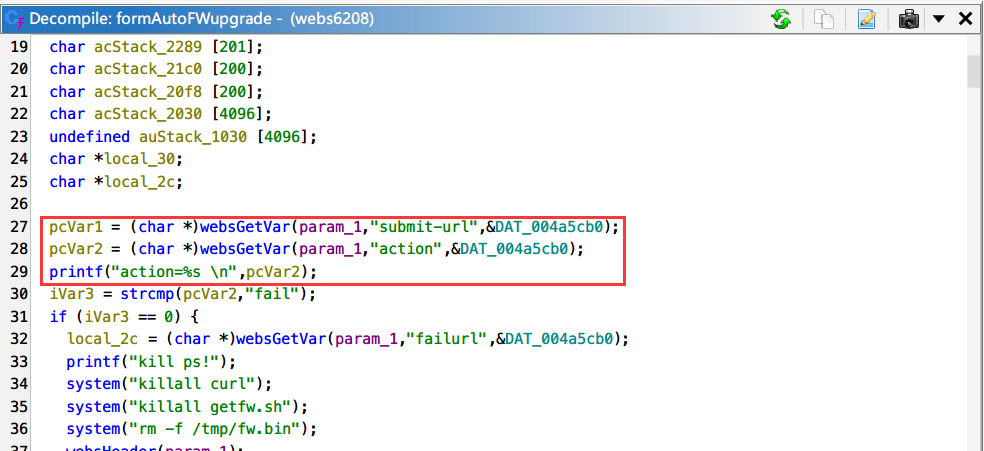 Decompile: formAutoFWupgrade - (webs6208)
19 char acStack_2289 [201];
20 char acStack_21c0 [200];
21 char acStack_20f8 [200];
22 char acStack_2030 [4096];
23 undefined auStack_1030 [4096];
24 char *local_30;
25 char *local_2c;
26
27 pcVar1 = (char *)websGetVar(param_1,"submit-url",&DAT_004a5cb0);
28 pcVar2 = (char *)websGetVar(param_1,"action",&DAT_004a5cb0);
29 printf("action=%s \n",pcVar2);
30 iVar3 = strcmp(pcVar2,"fail");
31 if (iVar3 == 0) {
32 local_2c = (char *)websGetVar(param_1,"failurl",&DAT_004a5cb0);
33 printf("kill ps!");
34 system("killall curl");
35 system("killall getfw.sh");
36 system("rm -f /tmp/fw.bin");
37 websHeader(param_1);